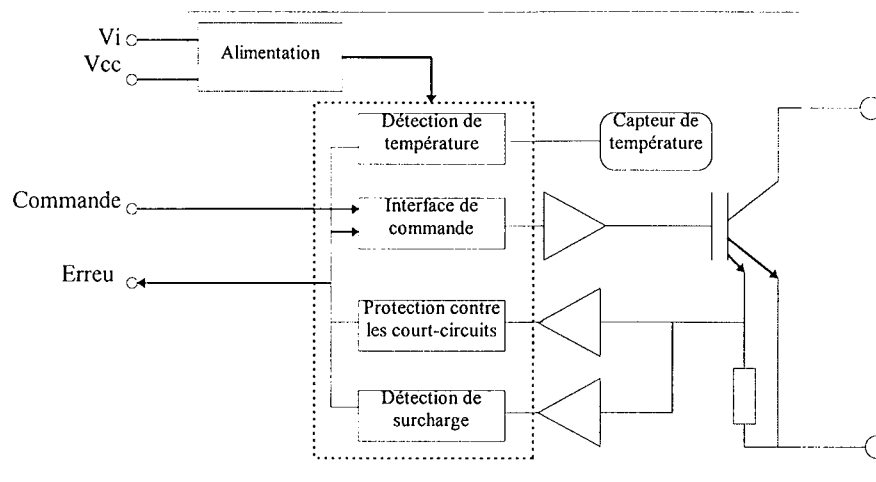 Vi
Vcc
Alimentation
Détection de
température
Capteur de
température
Commande
Interface de
commande
Erreu
Protection contre
les court-circuits
Détection de
surcharge